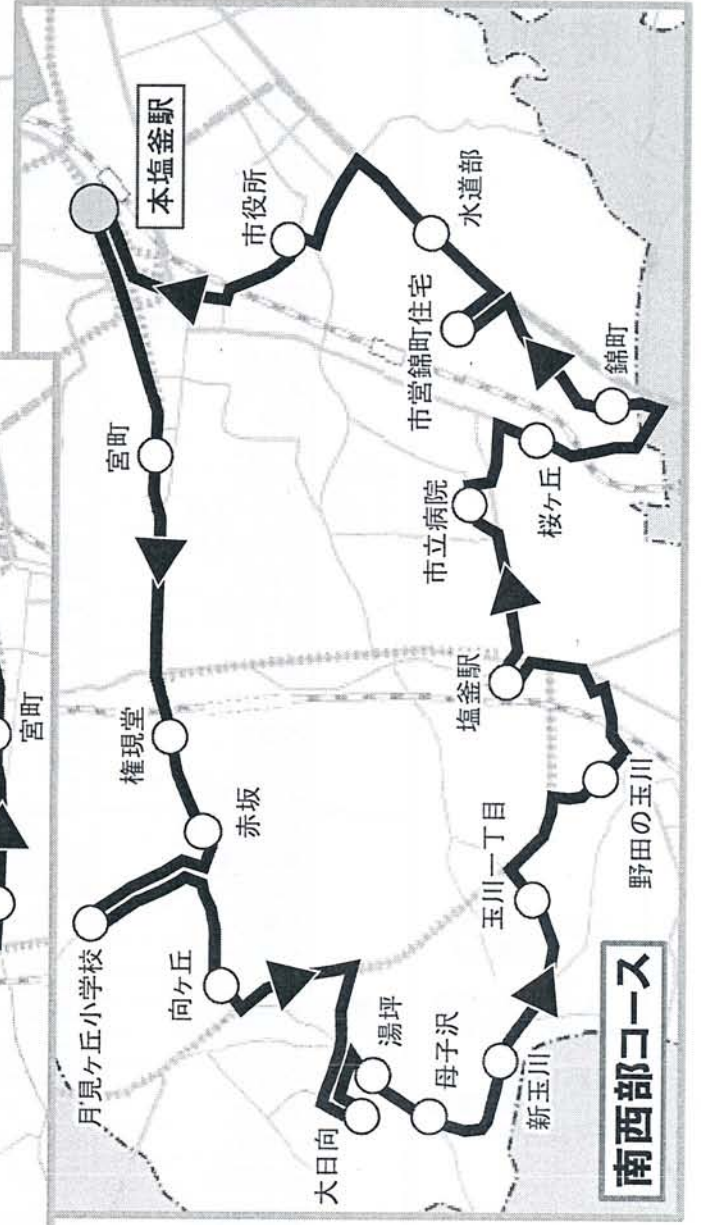 宮町
本塩釜駅
宮町
権現堂
赤坂
月見ヶ丘小学校
向ヶ丘
大日向
湯坪
母子沢
新玉川
玉川一丁目
野田の玉川
塩釜駅
市立病院
桜ヶ丘
錦町
市営錦町住宅
水道部
市役所
南西部コース